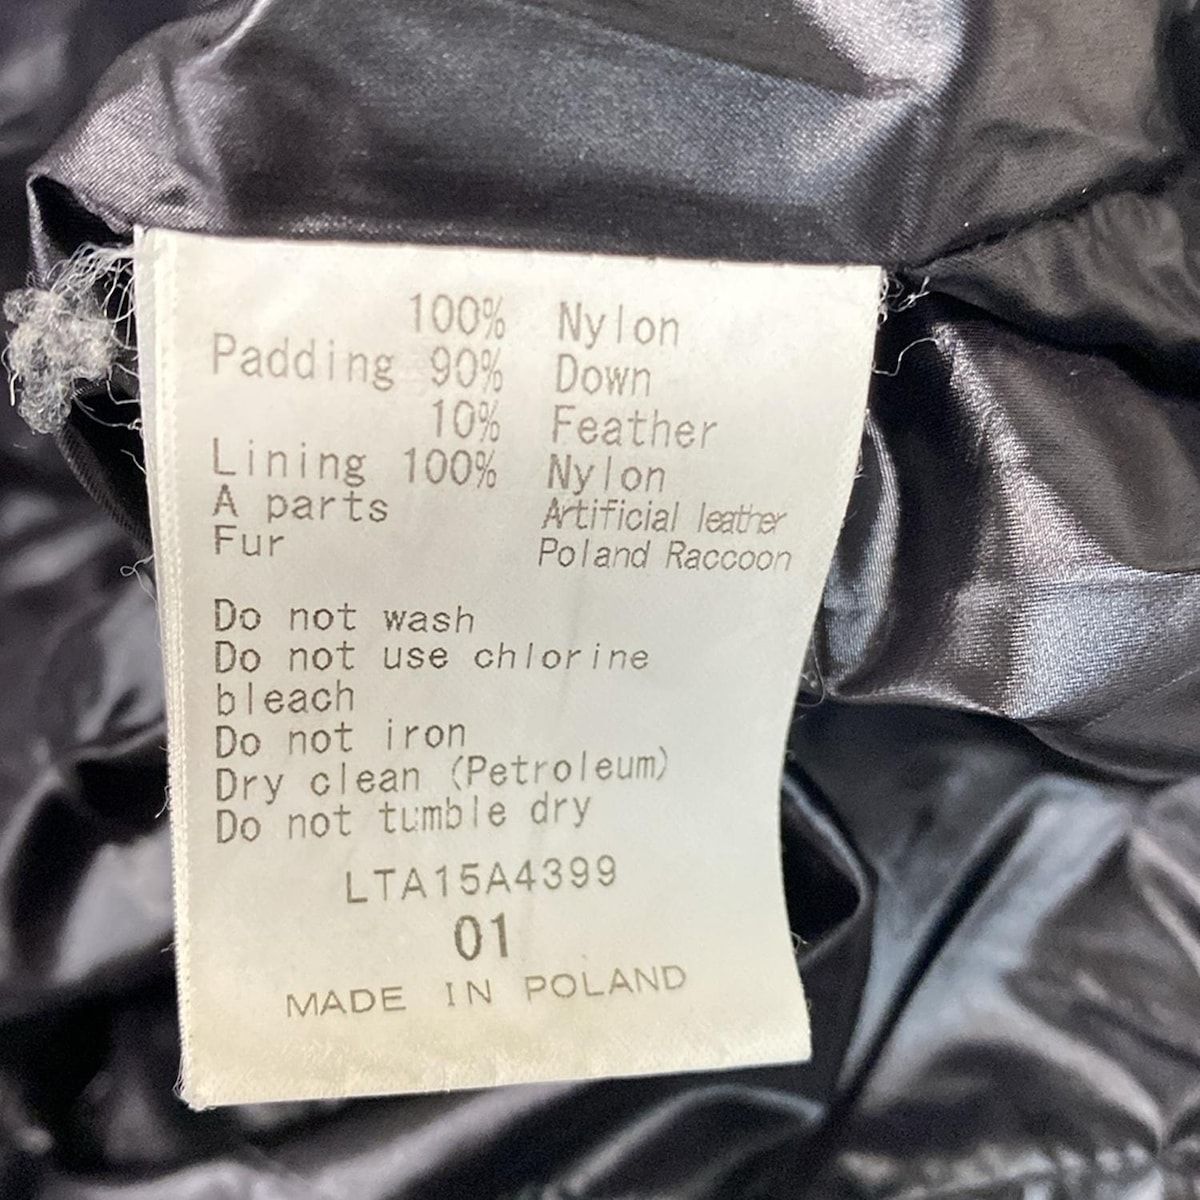 100% Nylon
Padding 90% Down
10% Feather
Lining 100% Nylon
A parts Artificial leather
Fur Poland Raccoon
Do not wash
Do not use chlorine
bleach
Do not iron
Dry clean (Petroleum)
Do not tumble dry
LTA15A4399
01
MADE IN POLAND